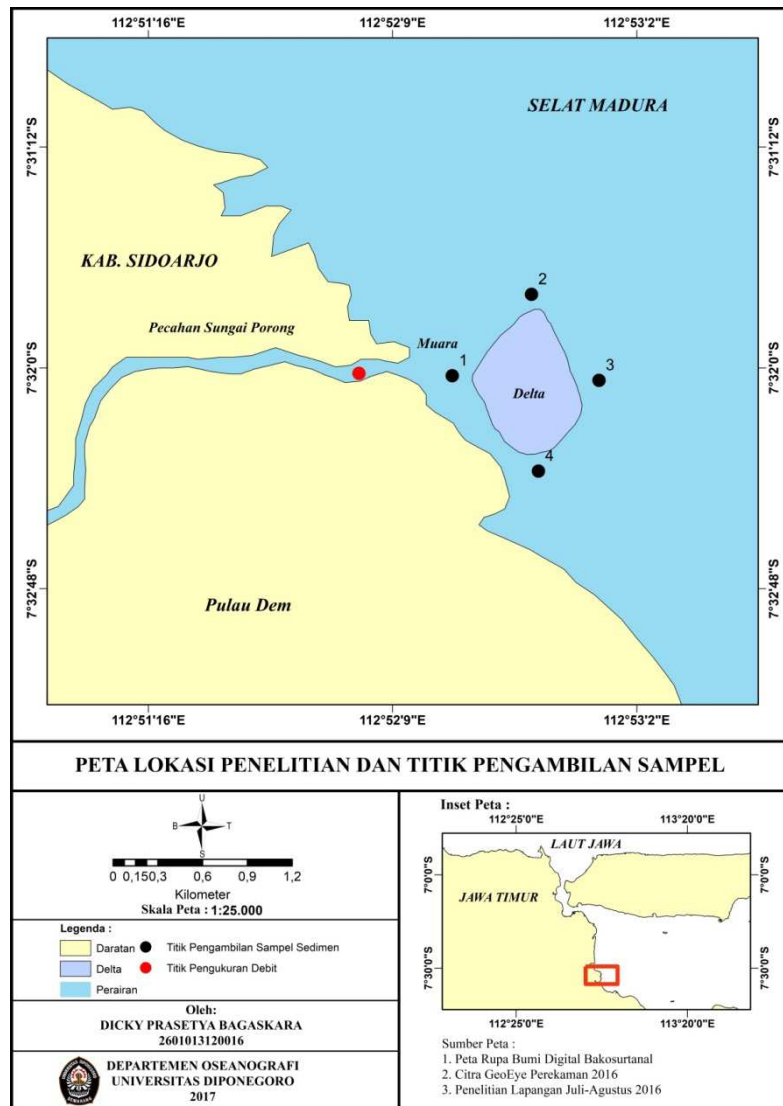 112°51'16"E 112°52'9"E 112°53'2"E
SELAT MADURA
7°31'12"S 7°31'12"S
KAB. SIDOARJO
2
Pecahan Sungai Porong
Muara
7°32'0"S 7°32'0"S
1
3
Delta
4
7°32'48"S 7°32'48"S
Pulau Dem
112°51'16"E 112°52'9"E 112°53'2"E
PETA LOKASI PENELITIAN DAN TITIK PENGAMBILAN SAMPEL
U
B T
S
0 0,150,3 0,6 0,9 1,2
Kilometer
Skala Peta : 1:25.000
Legenda :
Daratan Titik Pengambilan Sampel Sedimen
Delta Titik Pengukuran Debit
Perairan
Oleh:
DICKY PRASETYA BAGASKARA
26010113120016
DEPARTEMEN OSEANOGRAFI
UNIVERSITAS DIPONEGORO
2017
Inset Peta :
112°25'0"E 113°20'0"E
LAUT JAWA
7°0'0"S 7°0'0"S
JAWA TIMUR
7°30'0"S 7°30'0"S
112°25'0"E 113°20'0"E
Sumber Peta :
1. Peta Rupa Bumi Digital Bakosurtanal
2. Citra GeoEye Perekaman 2016
3. Penelitian Lapangan Juli-Agustus 2016